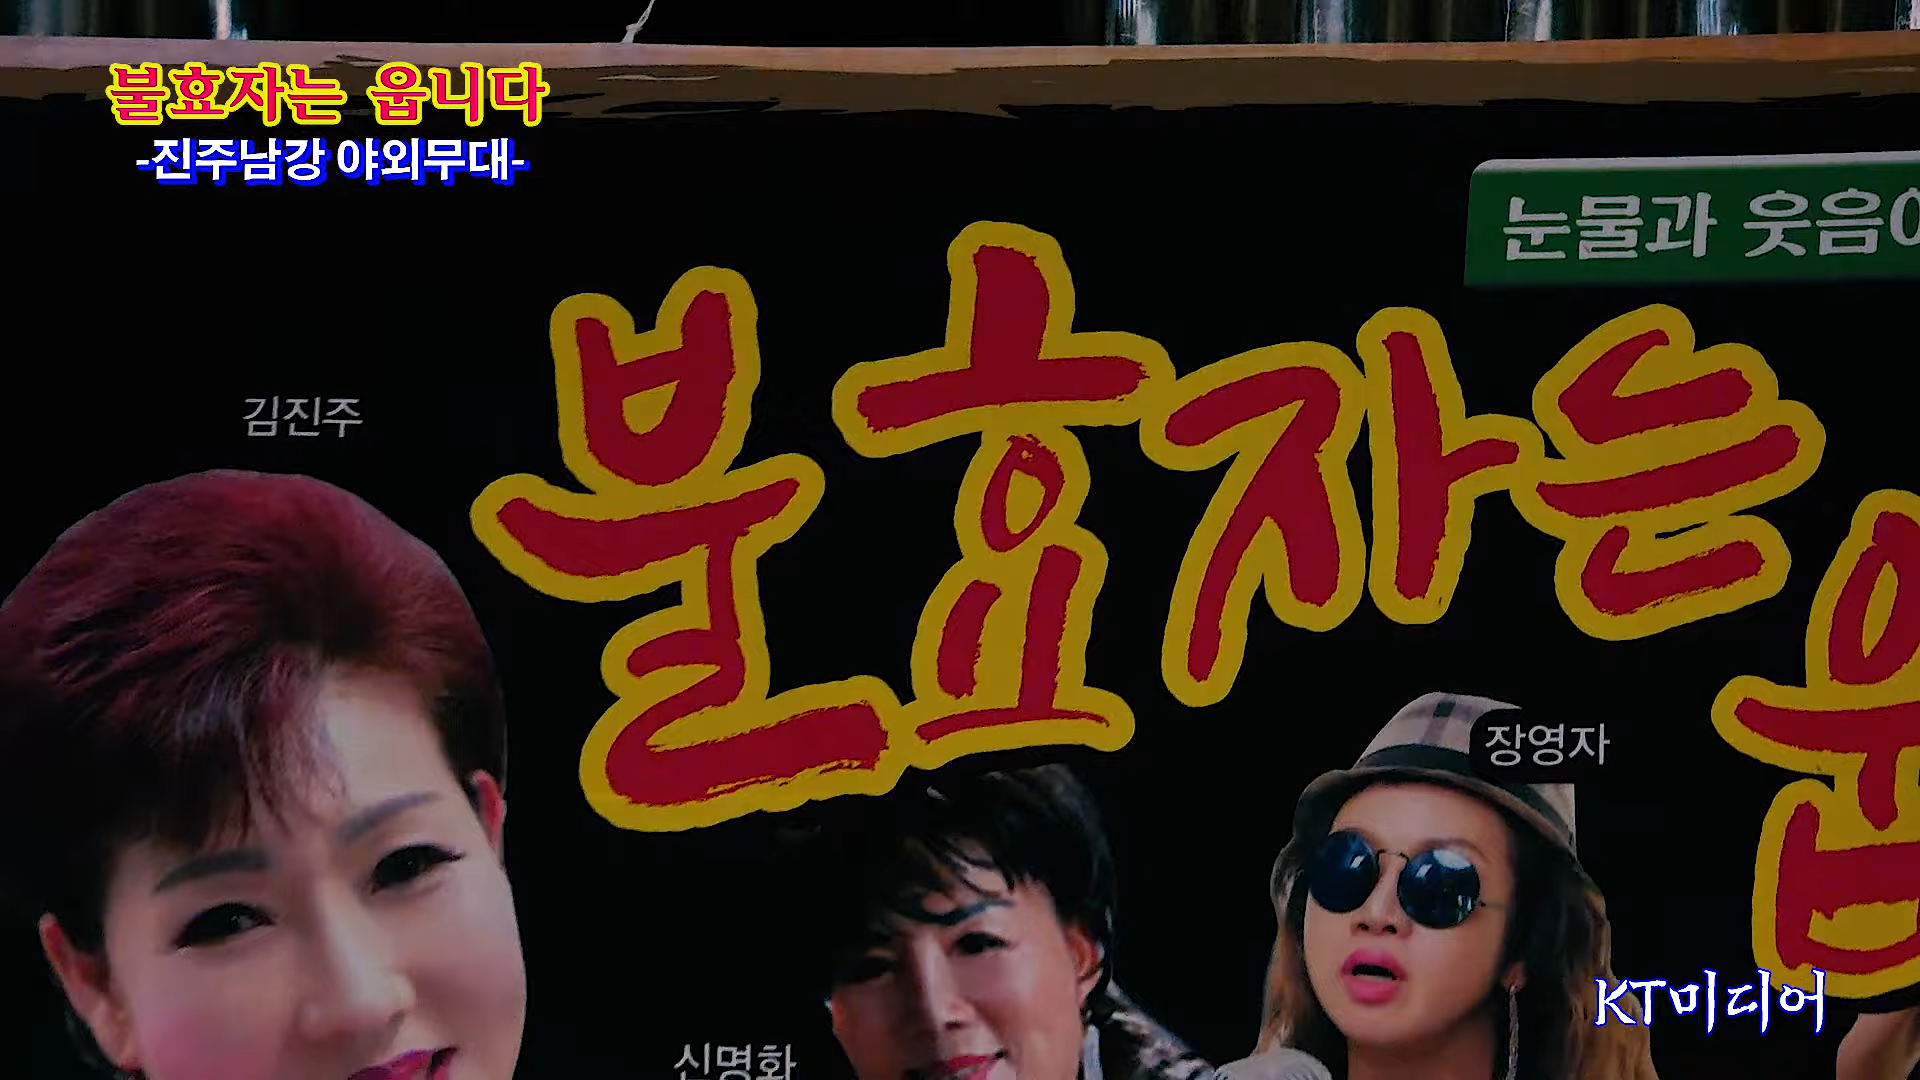 불효자는 웁니다
-진주남강 야외무대-
눈물과 웃음이
김진주
불효자는 웁
장영자
신명화
KT미디어